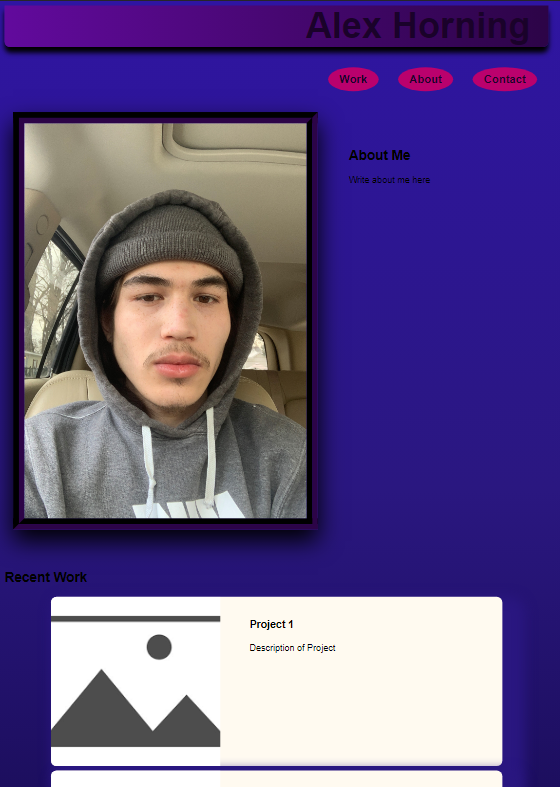 Alex Horning
Work About Contact
About Me
Write about me here
Recent Work
Project 1
Description of Project